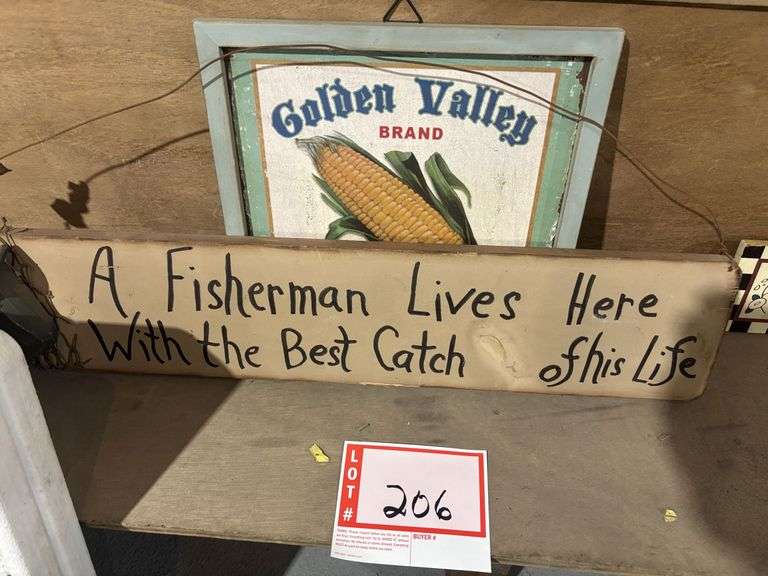 Golden Valley
BRAND
A Fisherman Lives Here
With the Best Catch of his Life
LOT #
206
BUYER #